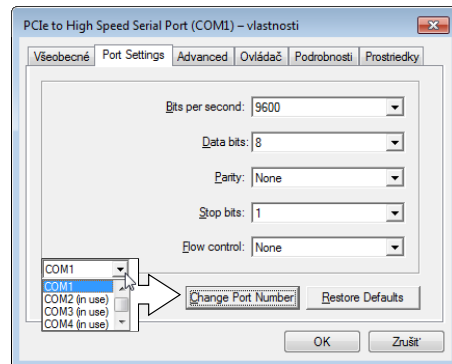 PCIe to High Speed Serial Port (COM1) – vlastnosti
Všeobecné Port Settings Advanced Ovládač Podrobnosti Prostriedky
Bits per second: 9600
Data bits: 8
Parity: None
Stop bits: 1
Flow control: None
COM1
COM1
COM2 (in use)
COM3 (in use)
COM4 (in use)
Change Port Number Restore Defaults
OK Zrušiť